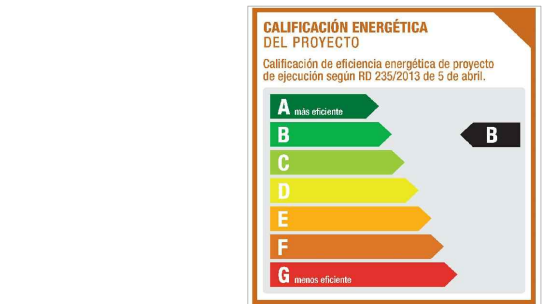 CALIFICACIÓN ENERGÉTICA
DEL PROYECTO
Calificación de eficiencia energética de proyecto
de ejecución según RD 235/2013 de 5 de abril.
A más eficiente
B B
C
D
E
F
G menos eficiente